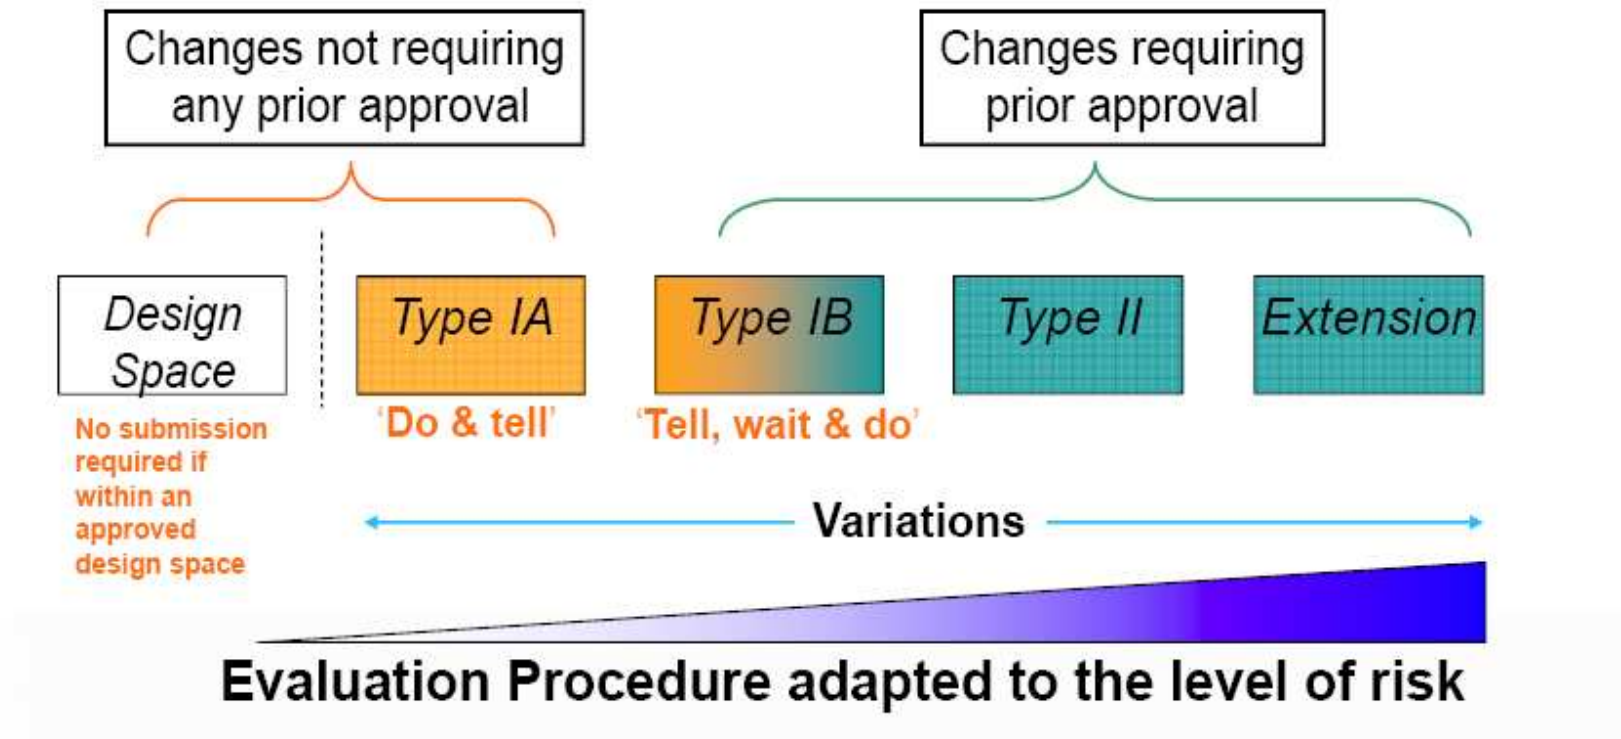 Changes not requiring
any prior approval
Changes requiring
prior approval
Design
Space
Type IA
Type IB
Type II
Extension
No submission
required if
within an
approved
design space
‘Do & tell’
‘Tell, wait & do’
Variations
Evaluation Procedure adapted to the level of risk